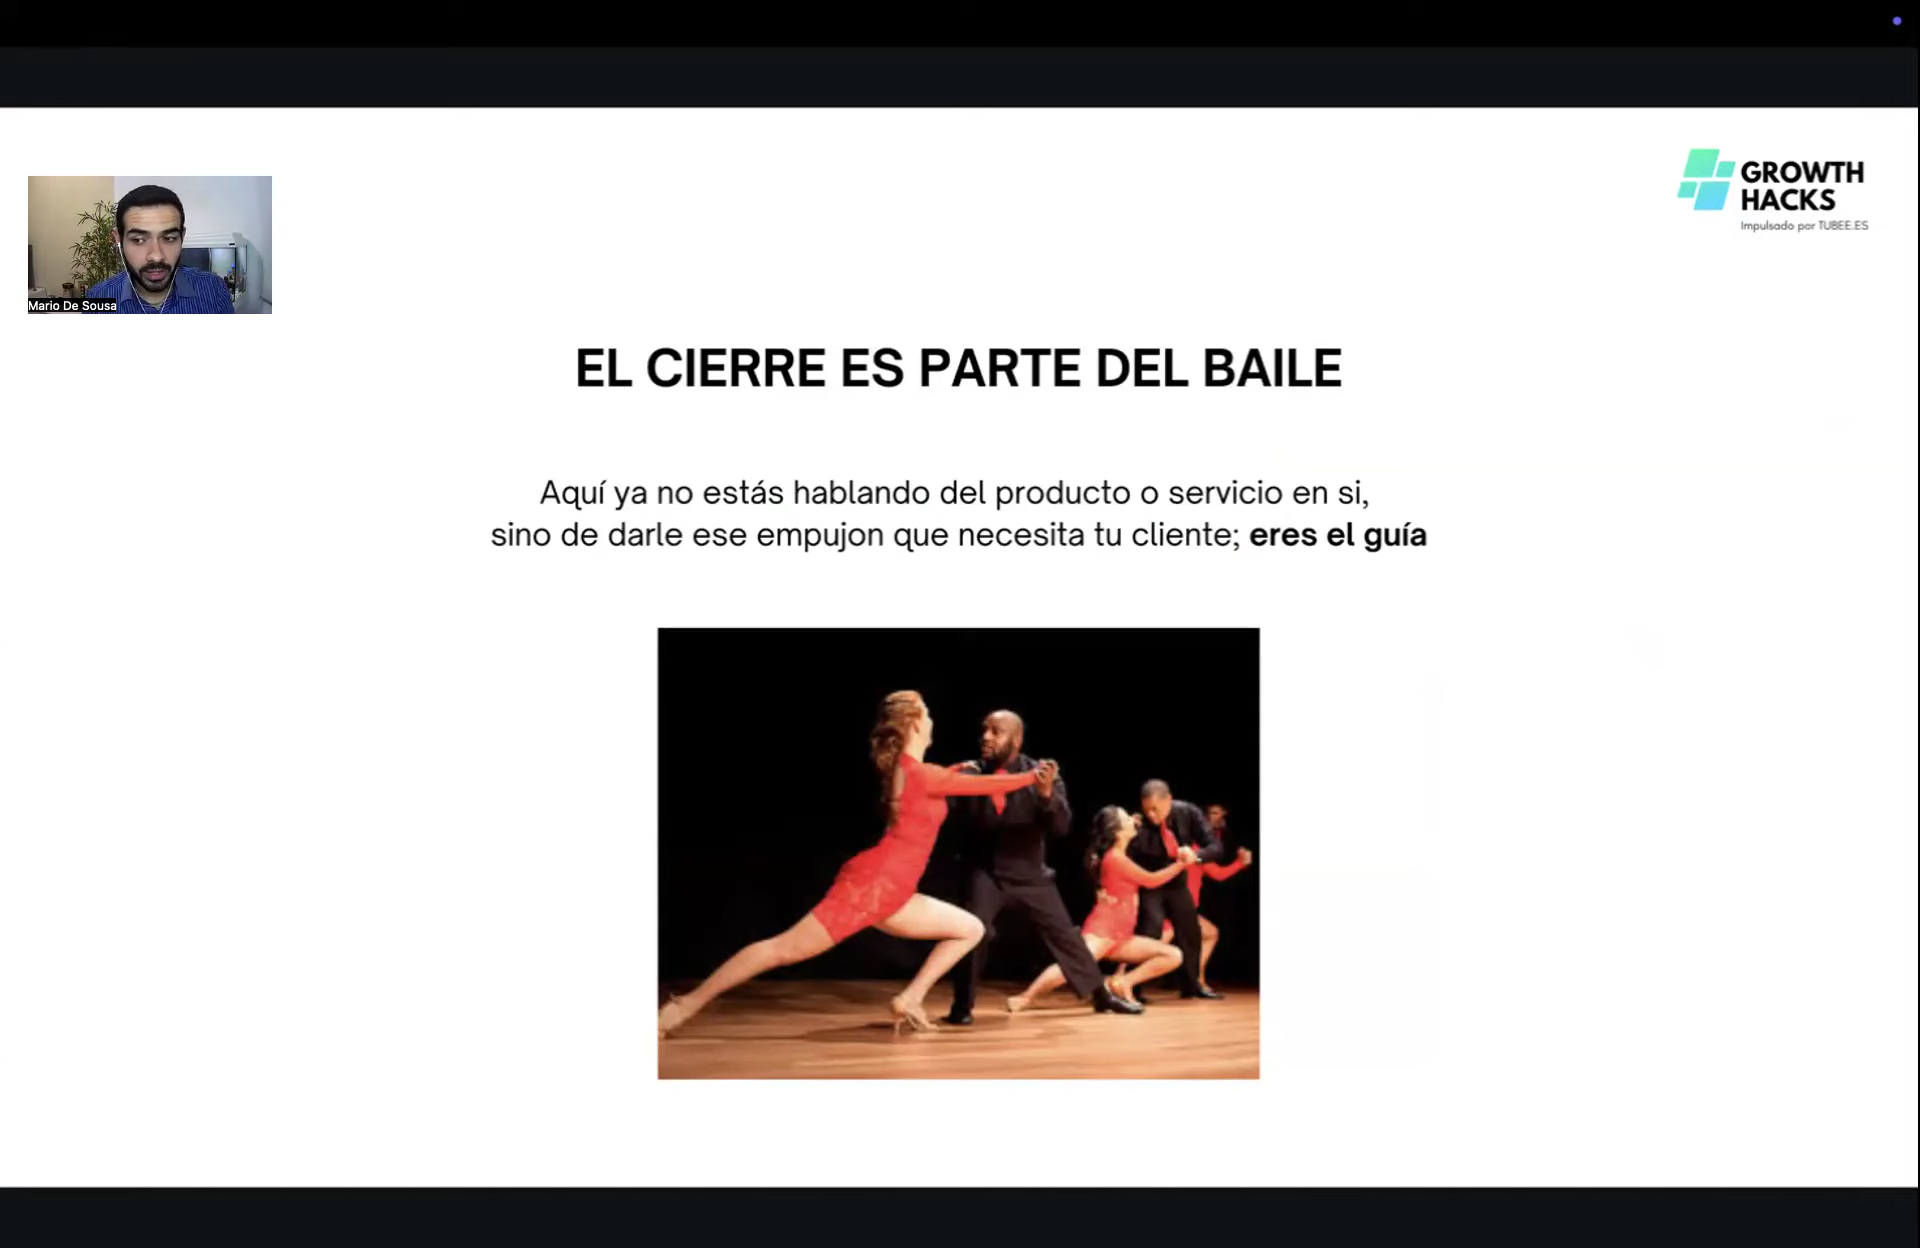 GROWTH
HACKS
Impulsado por TUBEE.ES
Mario De Sousa
EL CIERRE ES PARTE DEL BAILE
Aquí ya no estás hablando del producto o servicio en si,
sino de darle ese empujon que necesita tu cliente; eres el guía